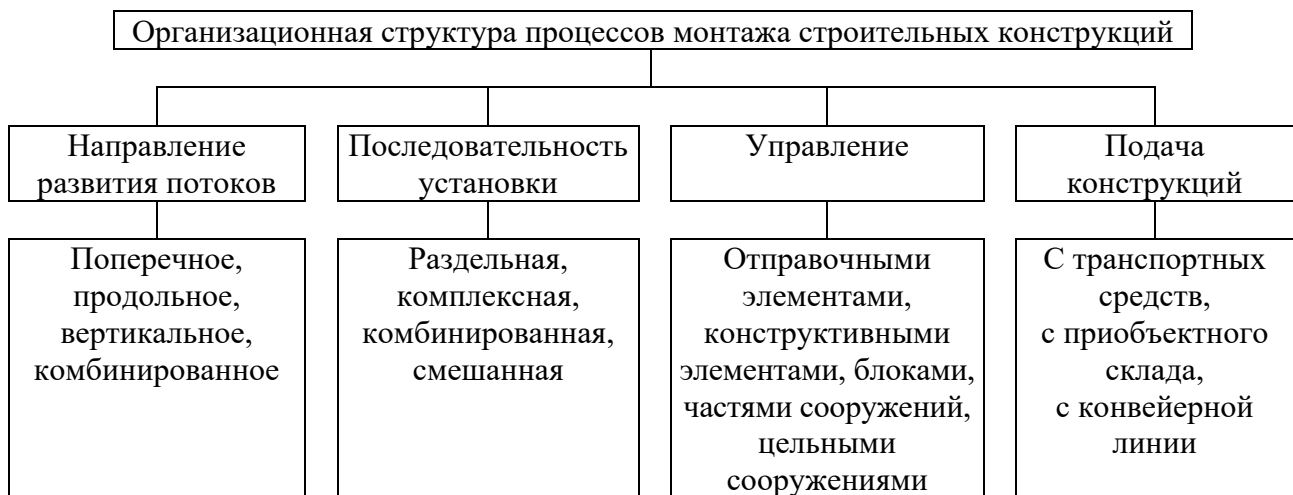 Организационная структура процессов монтажа строительных конструкций
Направление
развития потоков
Последовательность
установки
Управление
Подача
конструкций
Поперечное,
продольное,
вертикальное,
комбинированное
Раздельная,
комплексная,
комбинированная,
смешанная
Отправочными
элементами,
конструктивными
элементами, блоками,
частями сооружений,
цельными
сооружениями
С транспортных
средств,
с приобъектного
склада,
с конвейерной
линии